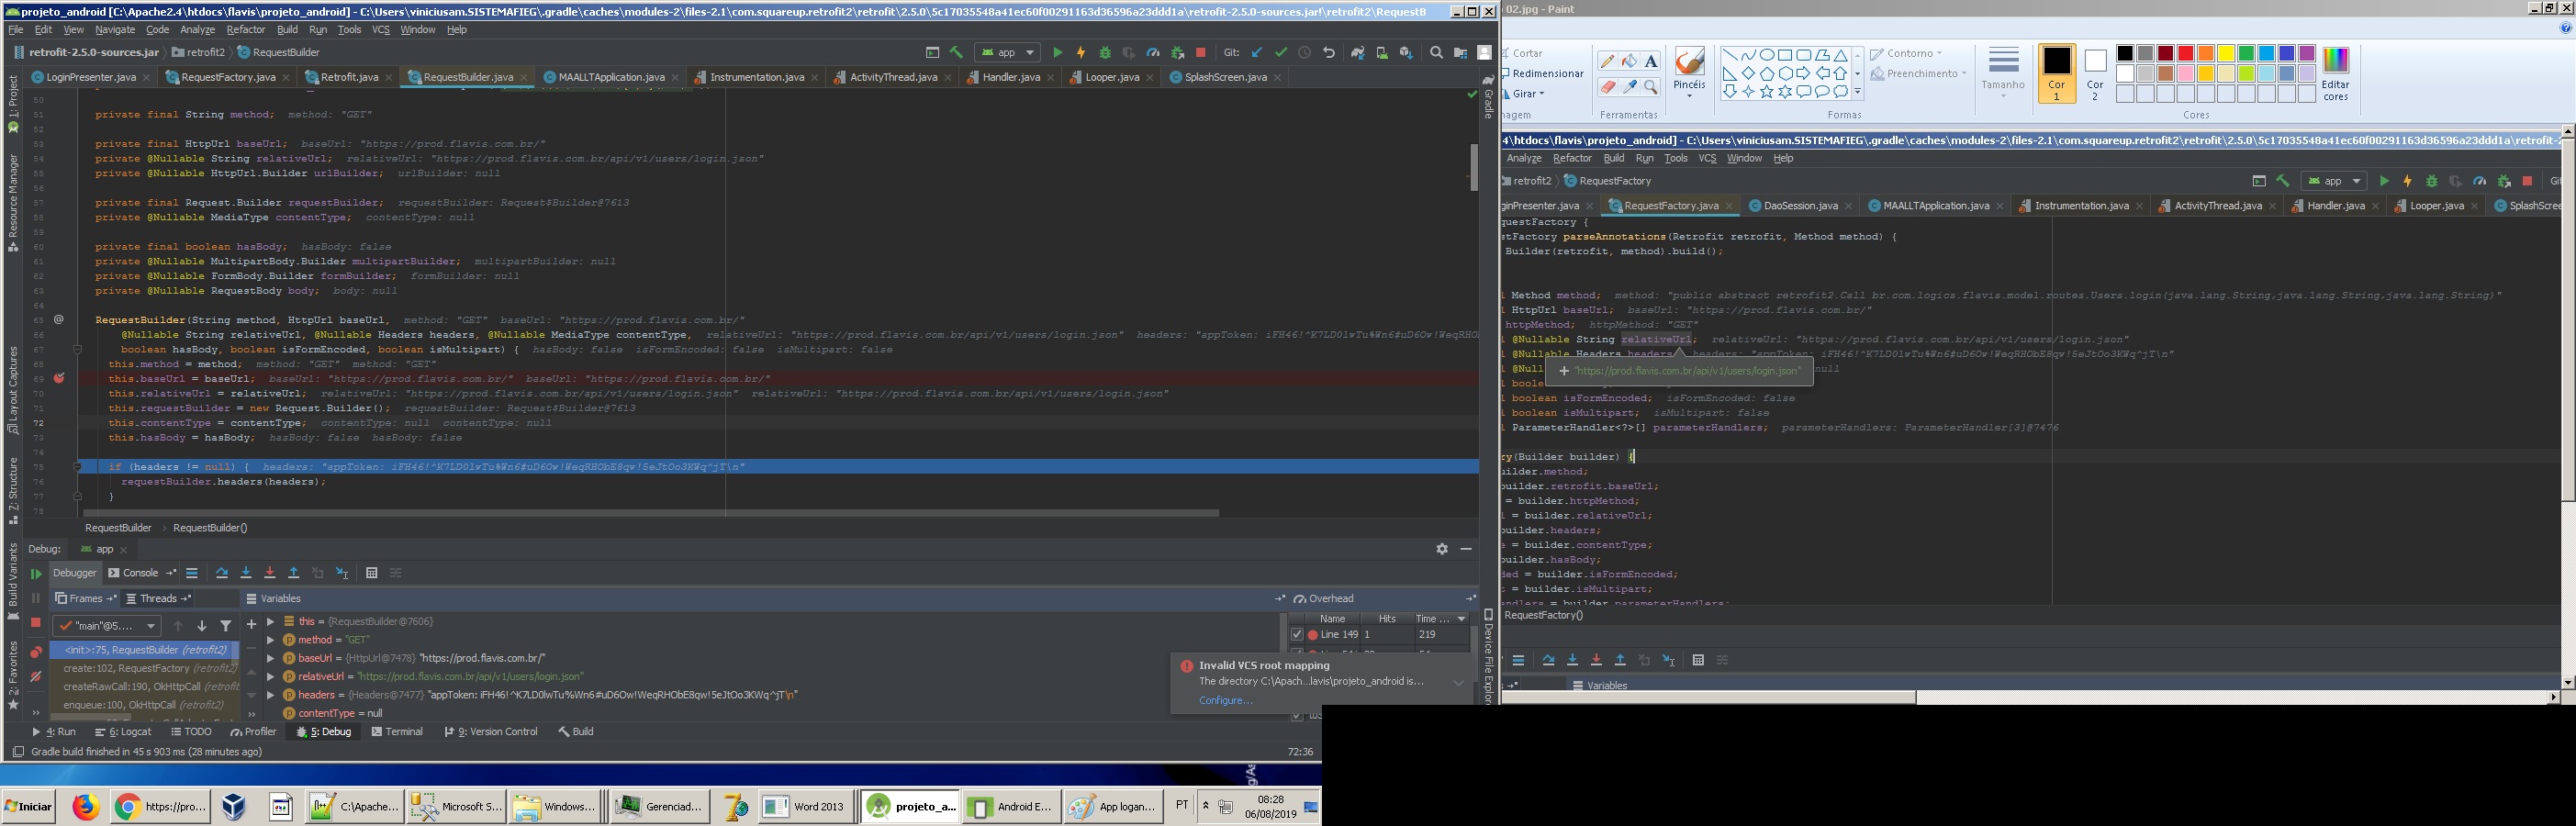 projeto_android [C:\Apache2.4\htdocs\flavis\projeto_android] - C:\Users\viniciusam.SISTEMAFIEG\.gradle\caches\modules-2\files-2.1\com.squareup.retrofit2\retrofit\2.5.0\5c17035548a41ec60f00291163d36596a23ddd1a\retrofit-2.5.0-sources.jar!\retrofit2\RequestB
File Edit View Navigate Code Analyze Refactor Build Run Tools VCS Window Help
retrofit-2.5.0-sources.jar retrofit2 RequestBuilder
app Git:
LoginPresenter.java RequestFactory.java Retrofit.java RequestBuilder.java MAALLTApplication.java Instrumentation.java ActivityThread.java Handler.java Looper.java SplashScreen.java
50
51 private final String method; method: "GET"
52
53 private final HttpUrl baseUrl; baseUrl: "https://prod.flavis.com.br/"
54 private @Nullable String relativeUrl; relativeUrl: "https://prod.flavis.com.br/api/v1/users/login.json"
55 private @Nullable HttpUrl.Builder urlBuilder; urlBuilder: null
56
57 private final Request.Builder requestBuilder; requestBuilder: Request$Builder@7613
58 private @Nullable MediaType contentType; contentType: null
59
60 private final boolean hasBody; hasBody: false
61 private @Nullable MultipartBody.Builder multipartBuilder; multipartBuilder: null
62 private @Nullable FormBody.Builder formBuilder; formBuilder: null
63 private @Nullable RequestBody body; body: null
64
65 @ RequestBuilder(String method, HttpUrl baseUrl, method: "GET" baseUrl: "https://prod.flavis.com.br/"
66 @Nullable String relativeUrl, @Nullable Headers headers, @Nullable MediaType contentType, relativeUrl: "https://prod.flavis.com.br/api/v1/users/login.json" headers: "appToken: iFH46!^K7LD0lwTu%Wn6#uD6Ow!WeqRHO
67 boolean hasBody, boolean isFormEncoded, boolean isMultipart) { hasBody: false isFormEncoded: false isMultipart: false
68 this.method = method; method: "GET" method: "GET"
69 this.baseUrl = baseUrl; baseUrl: "https://prod.flavis.com.br/" baseUrl: "https://prod.flavis.com.br/"
70 this.relativeUrl = relativeUrl; relativeUrl: "https://prod.flavis.com.br/api/v1/users/login.json" relativeUrl: "https://prod.flavis.com.br/api/v1/users/login.json"
71 this.requestBuilder = new Request.Builder(); requestBuilder: Request$Builder@7613
72 this.contentType = contentType; contentType: null contentType: null
73 this.hasBody = hasBody; hasBody: false hasBody: false
74
75 if (headers != null) { headers: "appToken: iFH46!^K7LD0lwTu%Wn6#uD6Ow!WeqRHObE8qw!5eJtOo3KWq^jT\n"
76 requestBuilder.headers(headers);
77 }
78
RequestBuilder RequestBuilder()
Debug: app
Debugger Console
Frames Threads Variables Overhead
"main"@5....
<init>:75, RequestBuilder (retrofit2)
create:102, RequestFactory (retrofit2)
createRawCall:190, OkHttpCall (retrofit
enqueue:100, OkHttpCall (retrofit2)
this = {RequestBuilder@7606}
method = "GET"
baseUrl = {HttpUrl@7478} "https://prod.flavis.com.br/"
relativeUrl = "https://prod.flavis.com.br/api/v1/users/login.json"
headers = {Headers@7477} "appToken: iFH46!^K7LD0lwTu%Wn6#uD6Ow!WeqRHObE8qw!5eJtOo3KWq^jT\n"
contentType = null
Name Hits Time ...
Line 149 1 219
Invalid VCS root mapping
The directory C:\Apach...lavis\projeto_android is...
Configure...
4: Run 6: Logcat TODO Profiler 5: Debug Terminal 9: Version Control Build
Gradle build finished in 45 s 903 ms (28 minutes ago)
72:36
1: Project
Resource Manager
Layout Captures
Z: Structure
Build Variants
2: Favorites
Gradle
Device File Explorer
Iniciar https://pro... C:\Apache... Microsoft S... Windows... Gerenciad... Word 2013 projeto_a... Android E... App logan... PT 08:28
06/08/2019
02.jpg - Paint
Cortar
Redimensionar
Girar
Pincéis
Contorno
Preenchimento
Tamanho
Cor 1
Cor 2
Editar cores
magem Ferramentas Formas Cores
4\htdocs\flavis\projeto_android] - C:\Users\viniciusam.SISTEMAFIEG\.gradle\caches\modules-2\files-2.1\com.squareup.retrofit2\retrofit\2.5.0\5c17035548a41ec60f00291163d36596a23ddd1a\retrofit-2
Analyze Refactor Build Run Tools VCS Window Help
retrofit2 RequestFactory
app Git
ginPresenter.java RequestFactory.java DaoSession.java MAALLTApplication.java Instrumentation.java ActivityThread.java Handler.java Looper.java SplashScree
questFactory {
stFactory parseAnnotations(Retrofit retrofit, Method method) {
Builder(retrofit, method).build();
l Method method; method: "public abstract retrofit2.Call br.com.logics.flavis.model.routes.Users.login(java.lang.String,java.lang.String,java.lang.String)"
l HttpUrl baseUrl; baseUrl: "https://prod.flavis.com.br/"
httpMethod; httpMethod: "GET"
l @Nullable String relativeUrl; relativeUrl: "https://prod.flavis.com.br/api/v1/users/login.json"
l @Nullable Headers headers; headers: "appToken: iFH46!^K7LD0lwTu%Wn6#uD6Ow!WeqRHObE8qw!5eJtOo3KWq^jT\n"
l @Nul + "https://prod.flavis.com.br/api/v1/users/login.json" null
l boole
l boolean isFormEncoded; isFormEncoded: false
l boolean isMultipart; isMultipart: false
l ParameterHandler<?>[] parameterHandlers; parameterHandlers: ParameterHandler[3]@7476
ry(Builder builder) {
uilder.method;
builder.retrofit.baseUrl;
= builder.httpMethod;
l = builder.relativeUrl;
builder.headers;
e = builder.contentType;
builder.hasBody;
ded = builder.isFormEncoded;
t = builder.isMultipart;
andlers = builder.parameterHandlers;
RequestFactory()
Variables